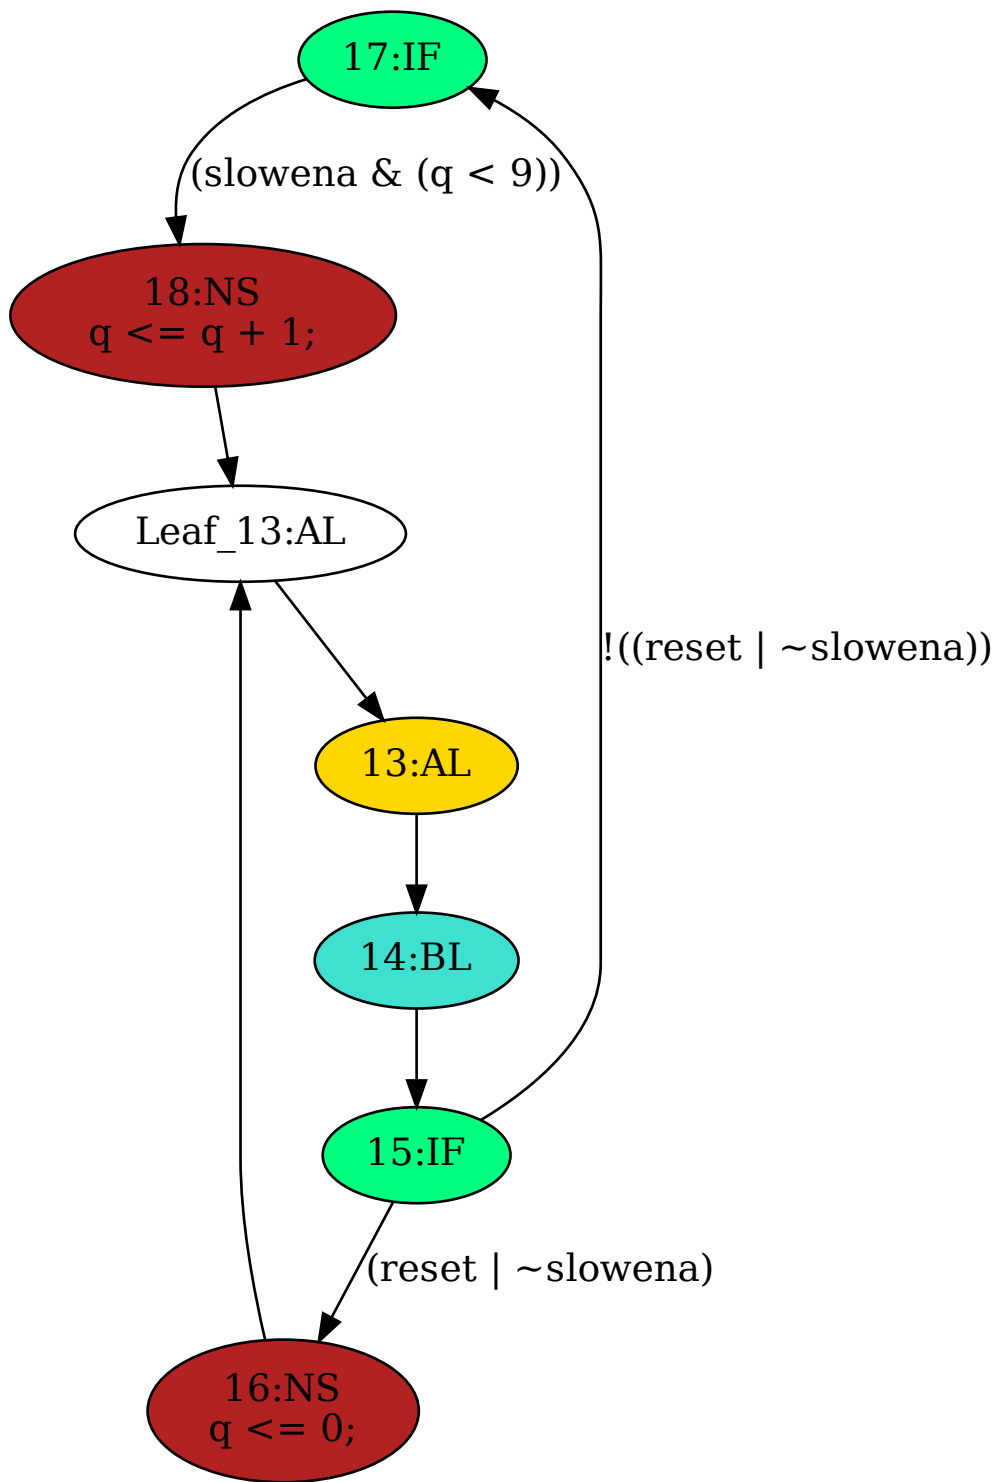 17:IF
(slowena & (q < 9))
18:NS
q <= q + 1;
Leaf_13:AL
!((reset | ~slowena))
13:AL
14:BL
15:IF
(reset | ~slowena)
16:NS
q <= 0;